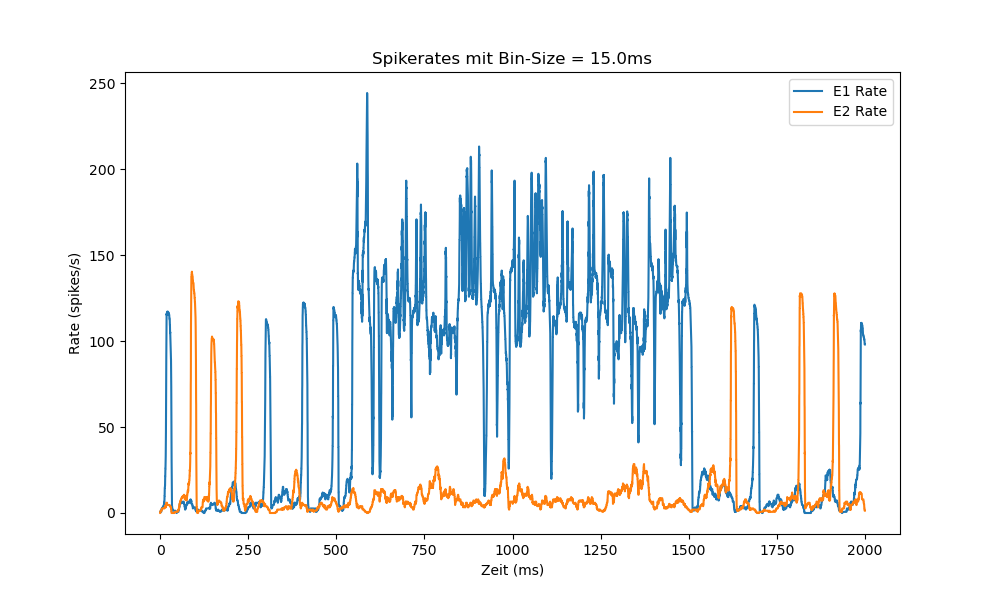 Spikerates mit Bin-Size = 15.0ms
E1 Rate
E2 Rate
250
200
150
100
50
0
Rate (spikes/s)
0 250 500 750 1000 1250 1500 1750 2000
Zeit (ms)